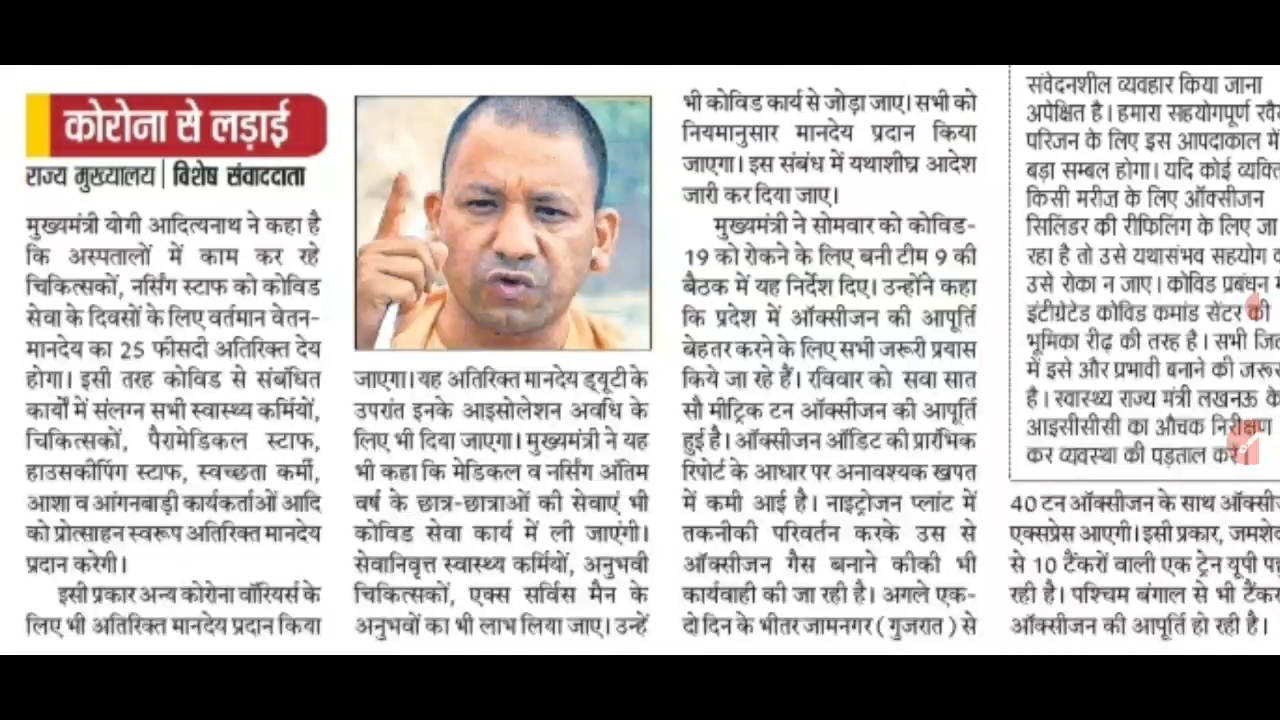 कोरोना से लड़ाई
राज्य मुख्यालय | विशेष संवाददाता
मुख्यमंत्री योगी आदित्यनाथ ने कहा है
कि अस्पतालों में काम कर रहे
चिकित्सकों, नर्सिंग स्टाफ को कोविड
सेवा के दिवसों के लिए वर्तमान वेतन-
मानदेय का 25 फीसदी अतिरिक्त देय
होगा। इसी तरह कोविड से संबंधित
कार्यों में संलग्न सभी स्वास्थ्य कर्मियों,
चिकित्सकों, पैरामेडिकल स्टाफ,
हाउसकीपिंग स्टाफ, स्वच्छता कर्मी,
आशा व आंगनबाड़ी कार्यकर्ताओं आदि
को प्रोत्साहन स्वरूप अतिरिक्त मानदेय
प्रदान करेगी।
इसी प्रकार अन्य कोरोना वॉरियर्स के
लिए भी अतिरिक्त मानदेय प्रदान किया
जाएगा। यह अतिरिक्त मानदेय ड्यूटी के
उपरांत इनके आइसोलेशन अवधि के
लिए भी दिया जाएगा। मुख्यमंत्री ने यह
भी कहा कि मेडिकल व नर्सिंग अंतिम
वर्ष के छात्र-छात्राओं की सेवाएं भी
कोविड सेवा कार्य में ली जाएंगी।
सेवानिवृत्त स्वास्थ्य कर्मियों, अनुभवी
चिकित्सकों, एक्स सर्विस मैन के
अनुभवों का भी लाभ लिया जाए। उन्हें
भी कोविड कार्य से जोड़ा जाए। सभी को
नियमानुसार मानदेय प्रदान किया
जाएगा। इस संबंध में यथाशीघ्र आदेश
जारी कर दिया जाए।
मुख्यमंत्री ने सोमवार को कोविड-
19 को रोकने के लिए बनी टीम 9 की
बैठक में यह निर्देश दिए। उन्होंने कहा
कि प्रदेश में ऑक्सीजन की आपूर्ति
बेहतर करने के लिए सभी जरूरी प्रयास
किये जा रहे हैं। रविवार को सवा सात
सौ मीट्रिक टन ऑक्सीजन की आपूर्ति
हुई है। ऑक्सीजन ऑडिट की प्रारंभिक
रिपोर्ट के आधार पर अनावश्यक खपत
में कमी आई है। नाइट्रोजन प्लांट में
तकनीकी परिवर्तन करके उस से
ऑक्सीजन गैस बनाने कीकी भी
कार्यवाही की जा रही है। अगले एक-
दो दिन के भीतर जामनगर ( गुजरात ) से
संवेदनशील व्यवहार किया जाना
अपेक्षित है। हमारा सहयोगपूर्ण
परिजन के लिए इस आपदाकाल में
बड़ा सम्बल होगा। यदि कोई
किसी मरीज के लिए ऑक्सीजन
सिलिंडर की रीफिलिंग के लिए जा
रहा है तो उसे यथासंभव सहयोग
उसे रोका न जाए। कोविड प्रबंधन
इंटीग्रेटेड कोविड कमांड सेंटर की
भूमिका रीढ़ की तरह है। सभी
में इसे और प्रभावी बनाने की
है। स्वास्थ्य राज्य मंत्री लखनऊ के
आइसीसीसी का औचक निरीक्षण
कर व्यवस्था की पड़ताल करें।
40 टन ऑक्सीजन के साथ
एक्सप्रेस आएगी। इसी प्रकार,
से 10 टैंकरों वाली एक ट्रेन यूपी
रही है। पश्चिम बंगाल से भी
ऑक्सीजन की आपूर्ति हो रही है।